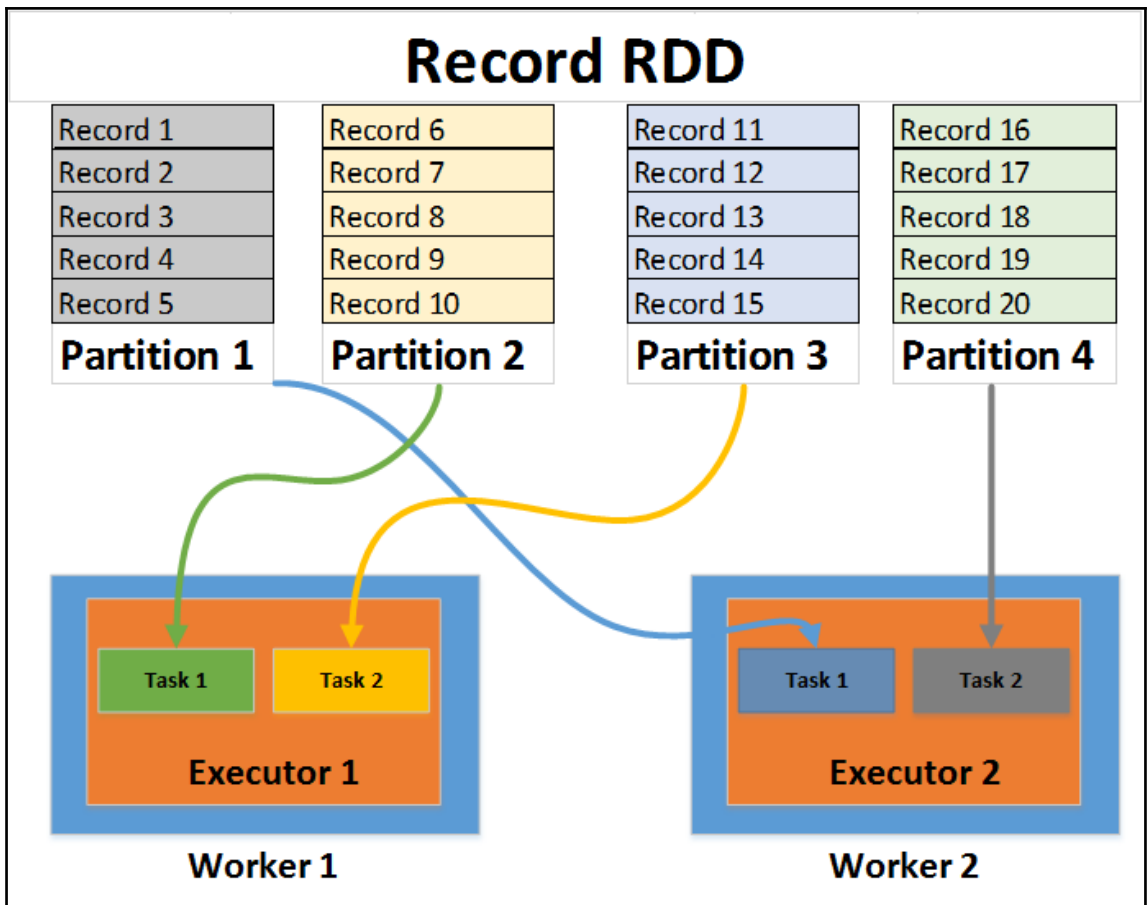 Record RDD
Record 1
Record 2
Record 3
Record 4
Record 5
Partition 1
Record 6
Record 7
Record 8
Record 9
Record 10
Partition 2
Record 11
Record 12
Record 13
Record 14
Record 15
Partition 3
Record 16
Record 17
Record 18
Record 19
Record 20
Partition 4
Task 1
Task 2
Executor 1
Worker 1
Task 1
Task 2
Executor 2
Worker 2